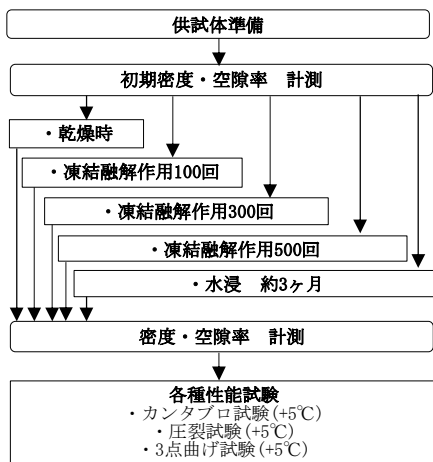 供試体準備
初期密度・空隙率　計測
・乾燥時
・凍結融解作用100回
・凍結融解作用300回
・凍結融解作用500回
・水浸　約3ヶ月
密度・空隙率　計測
各種性能試験
・カンタブロ試験(+5℃)
・圧裂試験(+5℃)
・3点曲げ試験(+5℃)